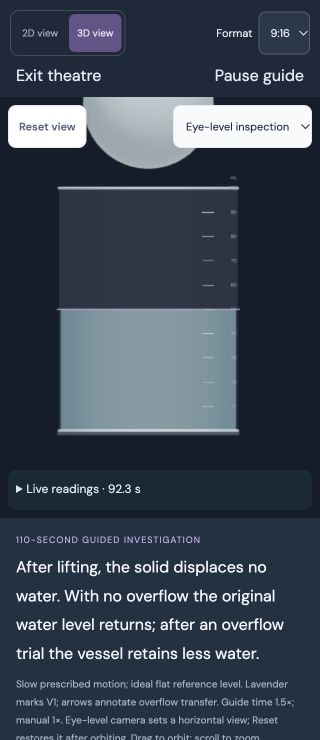 2D view 3D view Format 9:16
Exit theatre Pause guide
Reset view Eye-level inspection
Live readings · 92.3 s
110-SECOND GUIDED INVESTIGATION
After lifting, the solid displaces no
water. With no overflow the original
water level returns; after an overflow
trial the vessel retains less water.
Slow prescribed motion; ideal flat reference level. Lavender
marks V1; arrows annotate overflow transfer. Guide time 1.5×;
manual 1×. Eye-level camera sets a horizontal view; Reset
restores it after orbiting. Drag to orbit; scroll to zoom.